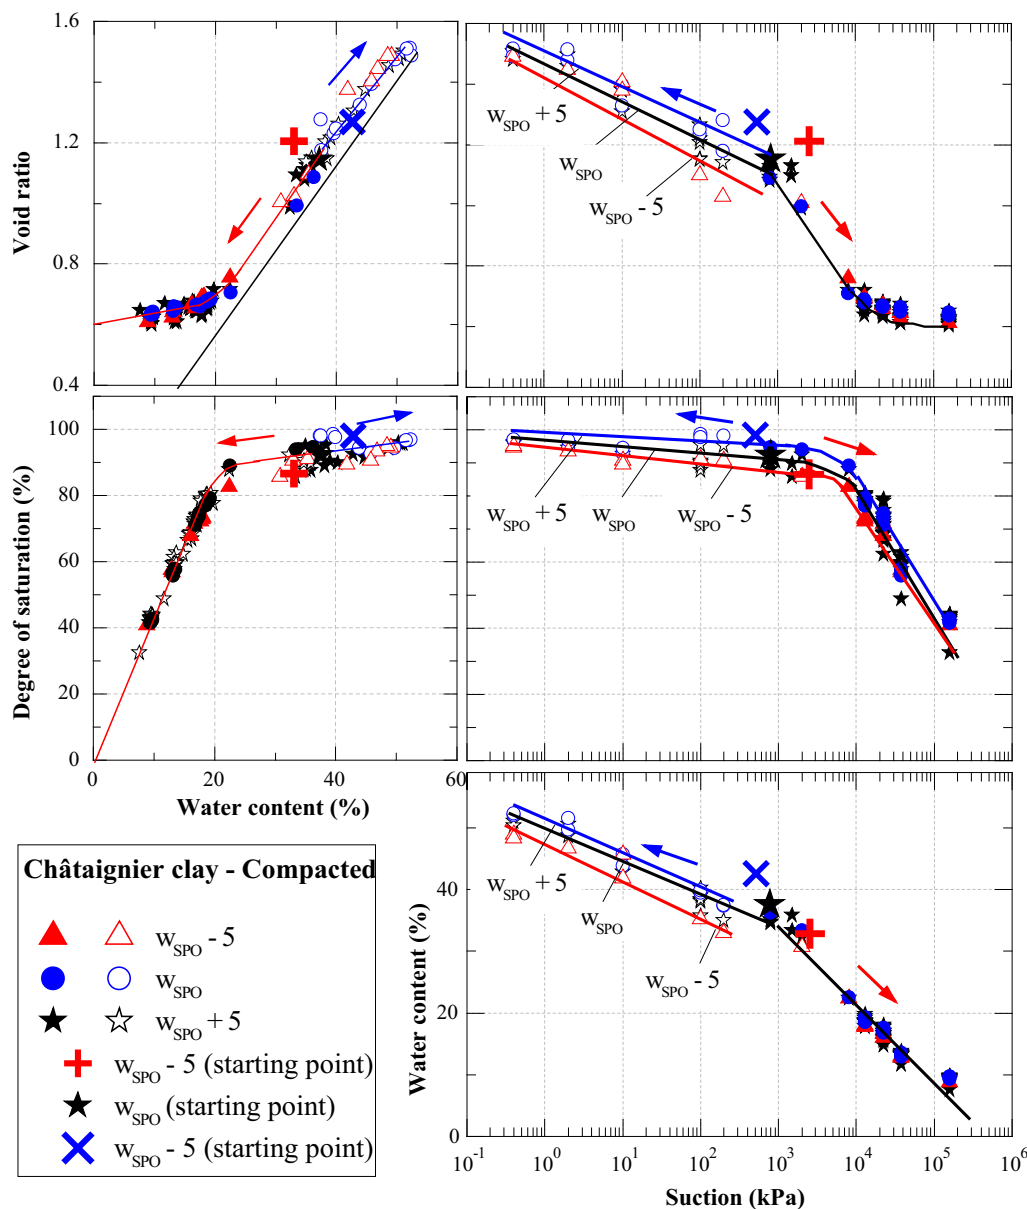 1.6
1.2
0.8
0.4
Void ratio
w_SPO + 5
w_SPO
w_SPO - 5
100
80
60
40
20
0
Degree of saturation (%)
0 20 40
Water content (%)
w_SPO + 5 w_SPO w_SPO - 5
60
40
20
0
Water content (%)
w_SPO + 5
w_SPO
w_SPO - 5
10^-1 10^0 10^1 10^2 10^3 10^4 10^5 10^6
Suction (kPa)
Châtaignier clay - Compacted
w_SPO - 5
w_SPO
w_SPO + 5
w_SPO - 5 (starting point)
w_SPO (starting point)
w_SPO - 5 (starting point)